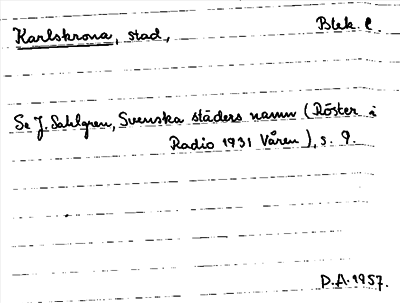 Karlskrona, stad, Blek. l.
Se J. Sahlgren, Svenska städers namn (Röster i
Radio 1931 Våren), s. 9.
D.A. 1957.